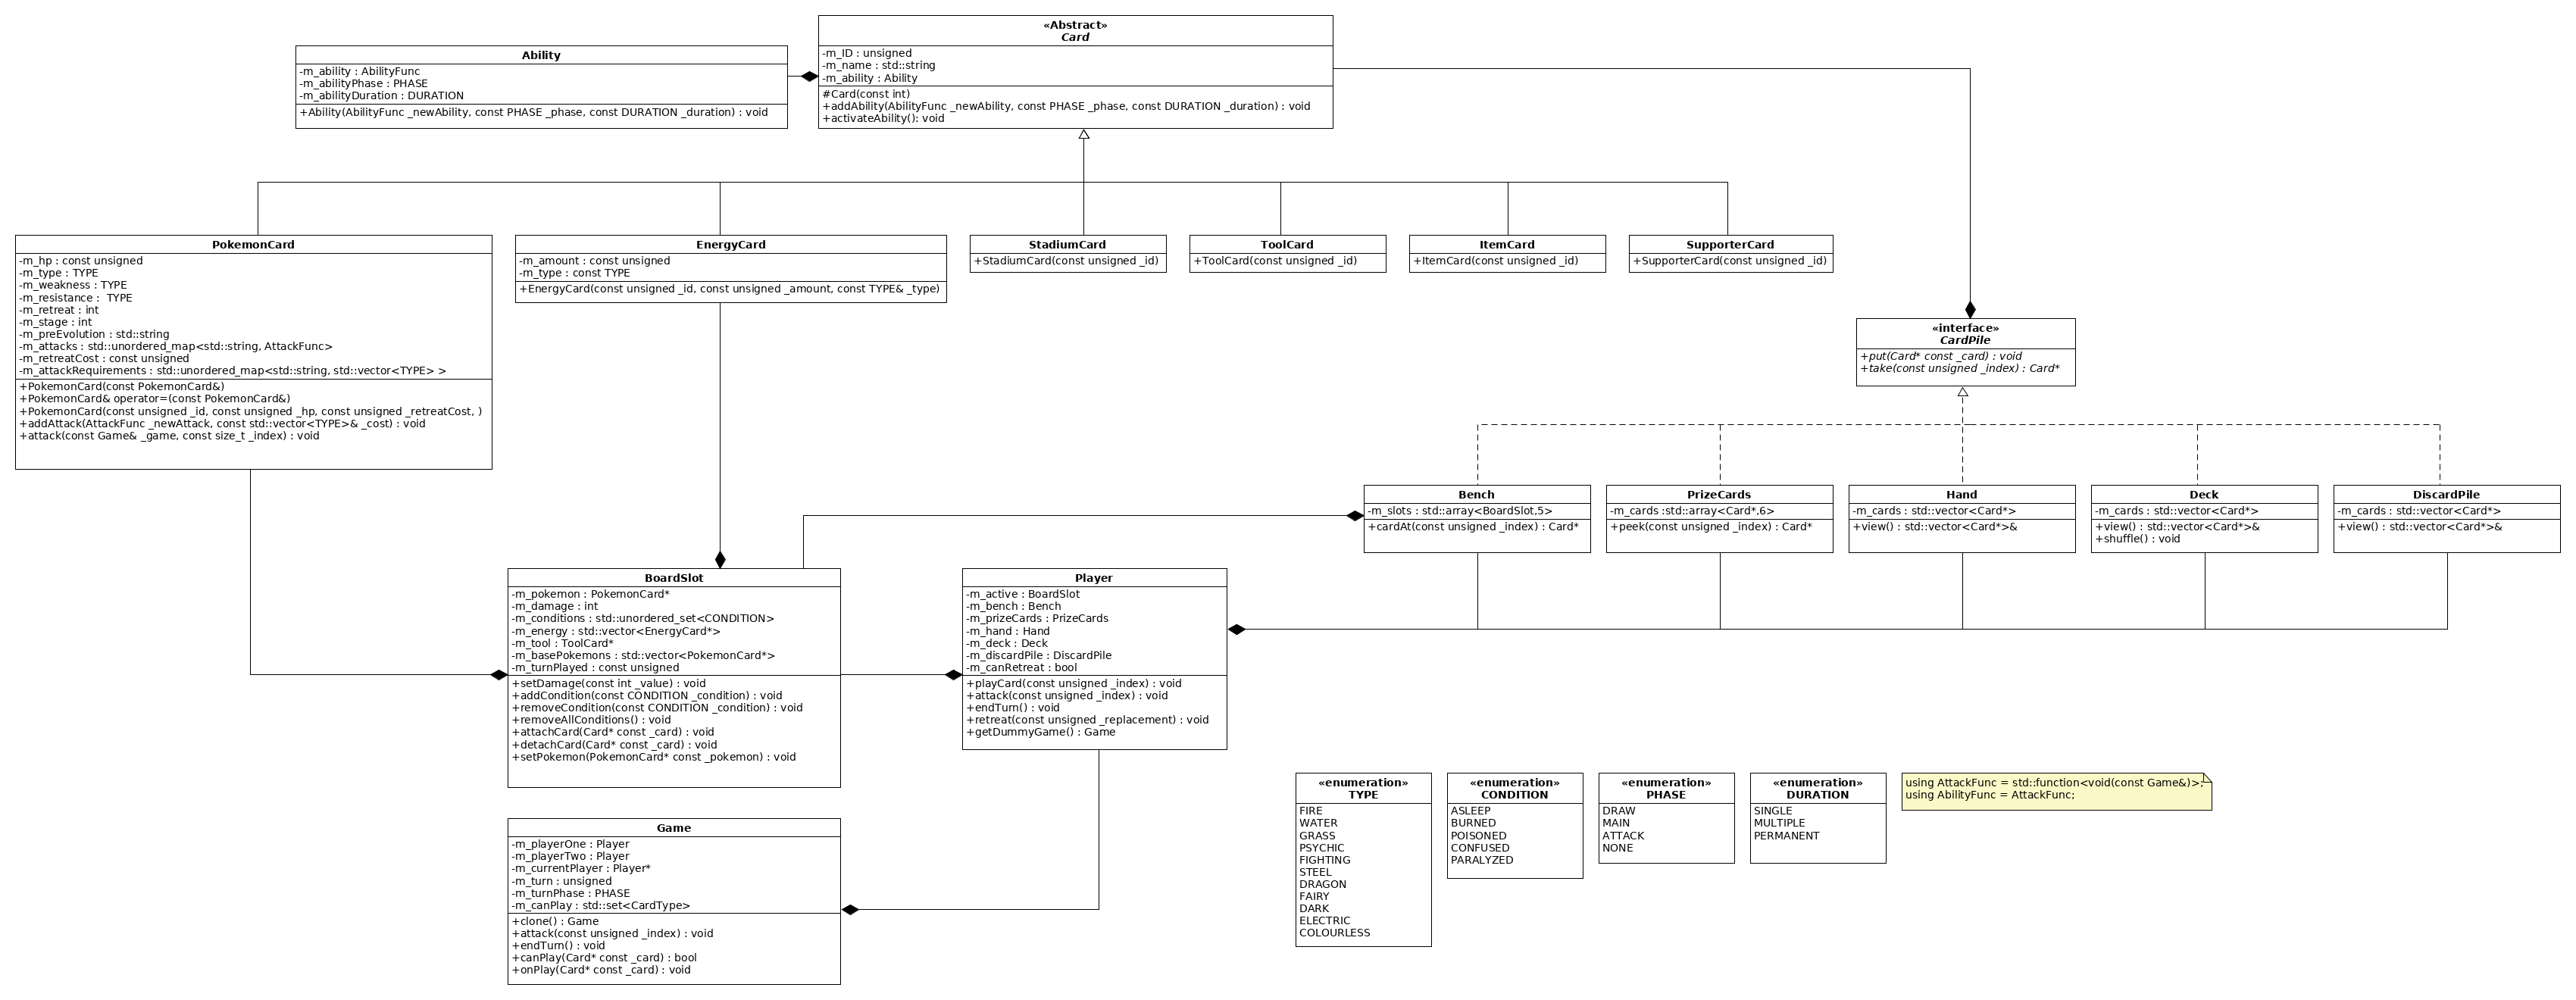 Ability
-m_ability : AbilityFunc
-m_abilityPhase : PHASE
-m_abilityDuration : DURATION
+Ability(AbilityFunc _newAbility, const PHASE _phase, const DURATION _duration) : void
«Abstract»
Card
-m_ID : unsigned
-m_name : std::string
-m_ability : Ability
#Card(const int)
+addAbility(AbilityFunc _newAbility, const PHASE _phase, const DURATION _duration) : void
+activateAbility(): void
PokemonCard
-m_hp : const unsigned
-m_type : TYPE
-m_weakness : TYPE
-m_resistance :  TYPE
-m_retreat : int
-m_stage : int
-m_preEvolution : std::string
-m_attacks : std::unordered_map<std::string, AttackFunc>
-m_retreatCost : const unsigned
-m_attackRequirements : std::unordered_map<std::string, std::vector<TYPE> >
+PokemonCard(const PokemonCard&)
+PokemonCard& operator=(const PokemonCard&)
+PokemonCard(const unsigned _id, const unsigned _hp, const unsigned _retreatCost, )
+addAttack(AttackFunc _newAttack, const std::vector<TYPE>& _cost) : void
+attack(const Game& _game, const size_t _index) : void
EnergyCard
-m_amount : const unsigned
-m_type : const TYPE
+EnergyCard(const unsigned _id, const unsigned _amount, const TYPE& _type)
StadiumCard
+StadiumCard(const unsigned _id)
ToolCard
+ToolCard(const unsigned _id)
ItemCard
+ItemCard(const unsigned _id)
SupporterCard
+SupporterCard(const unsigned _id)
«interface»
CardPile
+put(Card* const _card) : void
+take(const unsigned _index) : Card*
Bench
-m_slots : std::array<BoardSlot,5>
+cardAt(const unsigned _index) : Card*
PrizeCards
-m_cards :std::array<Card*,6>
+peek(const unsigned _index) : Card*
Hand
-m_cards : std::vector<Card*>
+view() : std::vector<Card*>&
Deck
-m_cards : std::vector<Card*>
+view() : std::vector<Card*>&
+shuffle() : void
DiscardPile
-m_cards : std::vector<Card*>
+view() : std::vector<Card*>&
BoardSlot
-m_pokemon : PokemonCard*
-m_damage : int
-m_conditions : std::unordered_set<CONDITION>
-m_energy : std::vector<EnergyCard*>
-m_tool : ToolCard*
-m_basePokemons : std::vector<PokemonCard*>
-m_turnPlayed : const unsigned
+setDamage(const int _value) : void
+addCondition(const CONDITION _condition) : void
+removeCondition(const CONDITION _condition) : void
+removeAllConditions() : void
+attachCard(Card* const _card) : void
+detachCard(Card* const _card) : void
+setPokemon(PokemonCard* const _pokemon) : void
Player
-m_active : BoardSlot
-m_bench : Bench
-m_prizeCards : PrizeCards
-m_hand : Hand
-m_deck : Deck
-m_discardPile : DiscardPile
-m_canRetreat : bool
+playCard(const unsigned _index) : void
+attack(const unsigned _index) : void
+endTurn() : void
+retreat(const unsigned _replacement) : void
+getDummyGame() : Game
Game
-m_playerOne : Player
-m_playerTwo : Player
-m_currentPlayer : Player*
-m_turn : unsigned
-m_turnPhase : PHASE
-m_canPlay : std::set<CardType>
+clone() : Game
+attack(const unsigned _index) : void
+endTurn() : void
+canPlay(Card* const _card) : bool
+onPlay(Card* const _card) : void
«enumeration»
TYPE
FIRE
WATER
GRASS
PSYCHIC
FIGHTING
STEEL
DRAGON
FAIRY
DARK
ELECTRIC
COLOURLESS
«enumeration»
CONDITION
ASLEEP
BURNED
POISONED
CONFUSED
PARALYZED
«enumeration»
PHASE
DRAW
MAIN
ATTACK
NONE
«enumeration»
DURATION
SINGLE
MULTIPLE
PERMANENT
using AttackFunc = std::function<void(const Game&)>;
using AbilityFunc = AttackFunc;